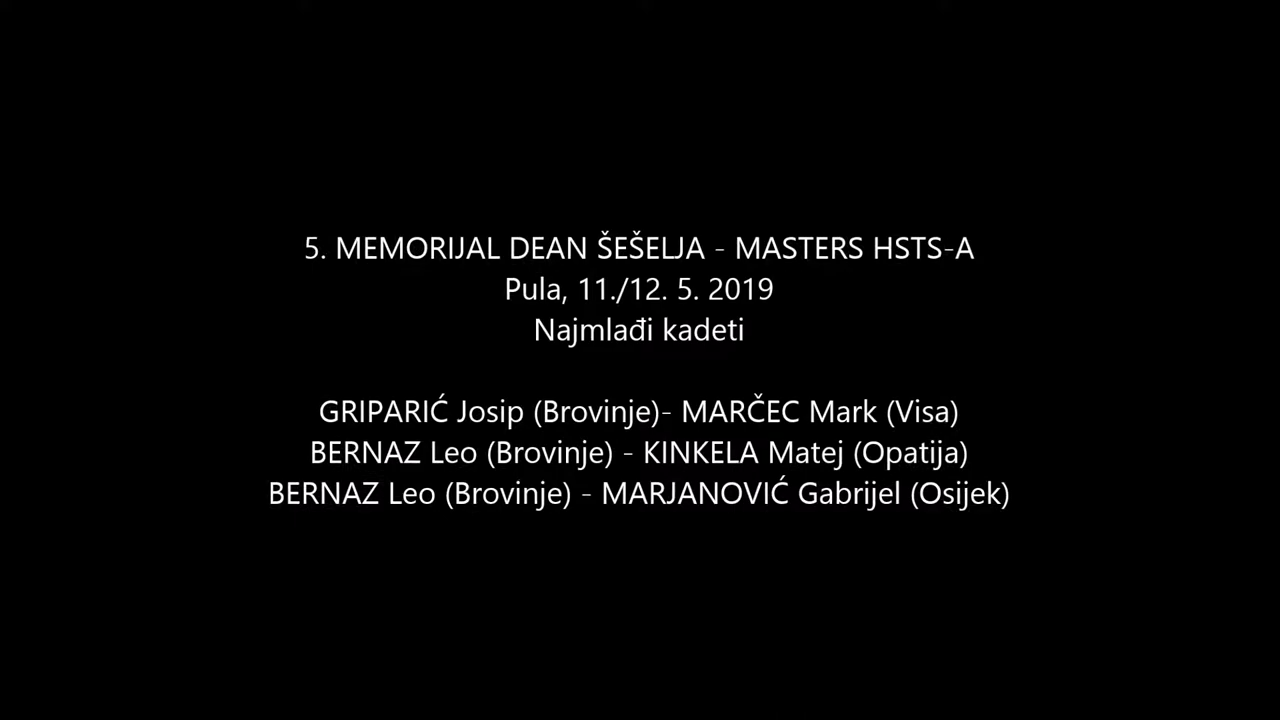 5. MEMORIJAL DEAN ŠEŠELJA - MASTERS HSTS-A
Pula, 11./12. 5. 2019
Najmlađi kadeti
GRIPARIĆ Josip (Brovinje)- MARČEC Mark (Visa)
BERNAZ Leo (Brovinje) - KINKELA Matej (Opatija)
BERNAZ Leo (Brovinje) - MARJANOVIĆ Gabrijel (Osijek)